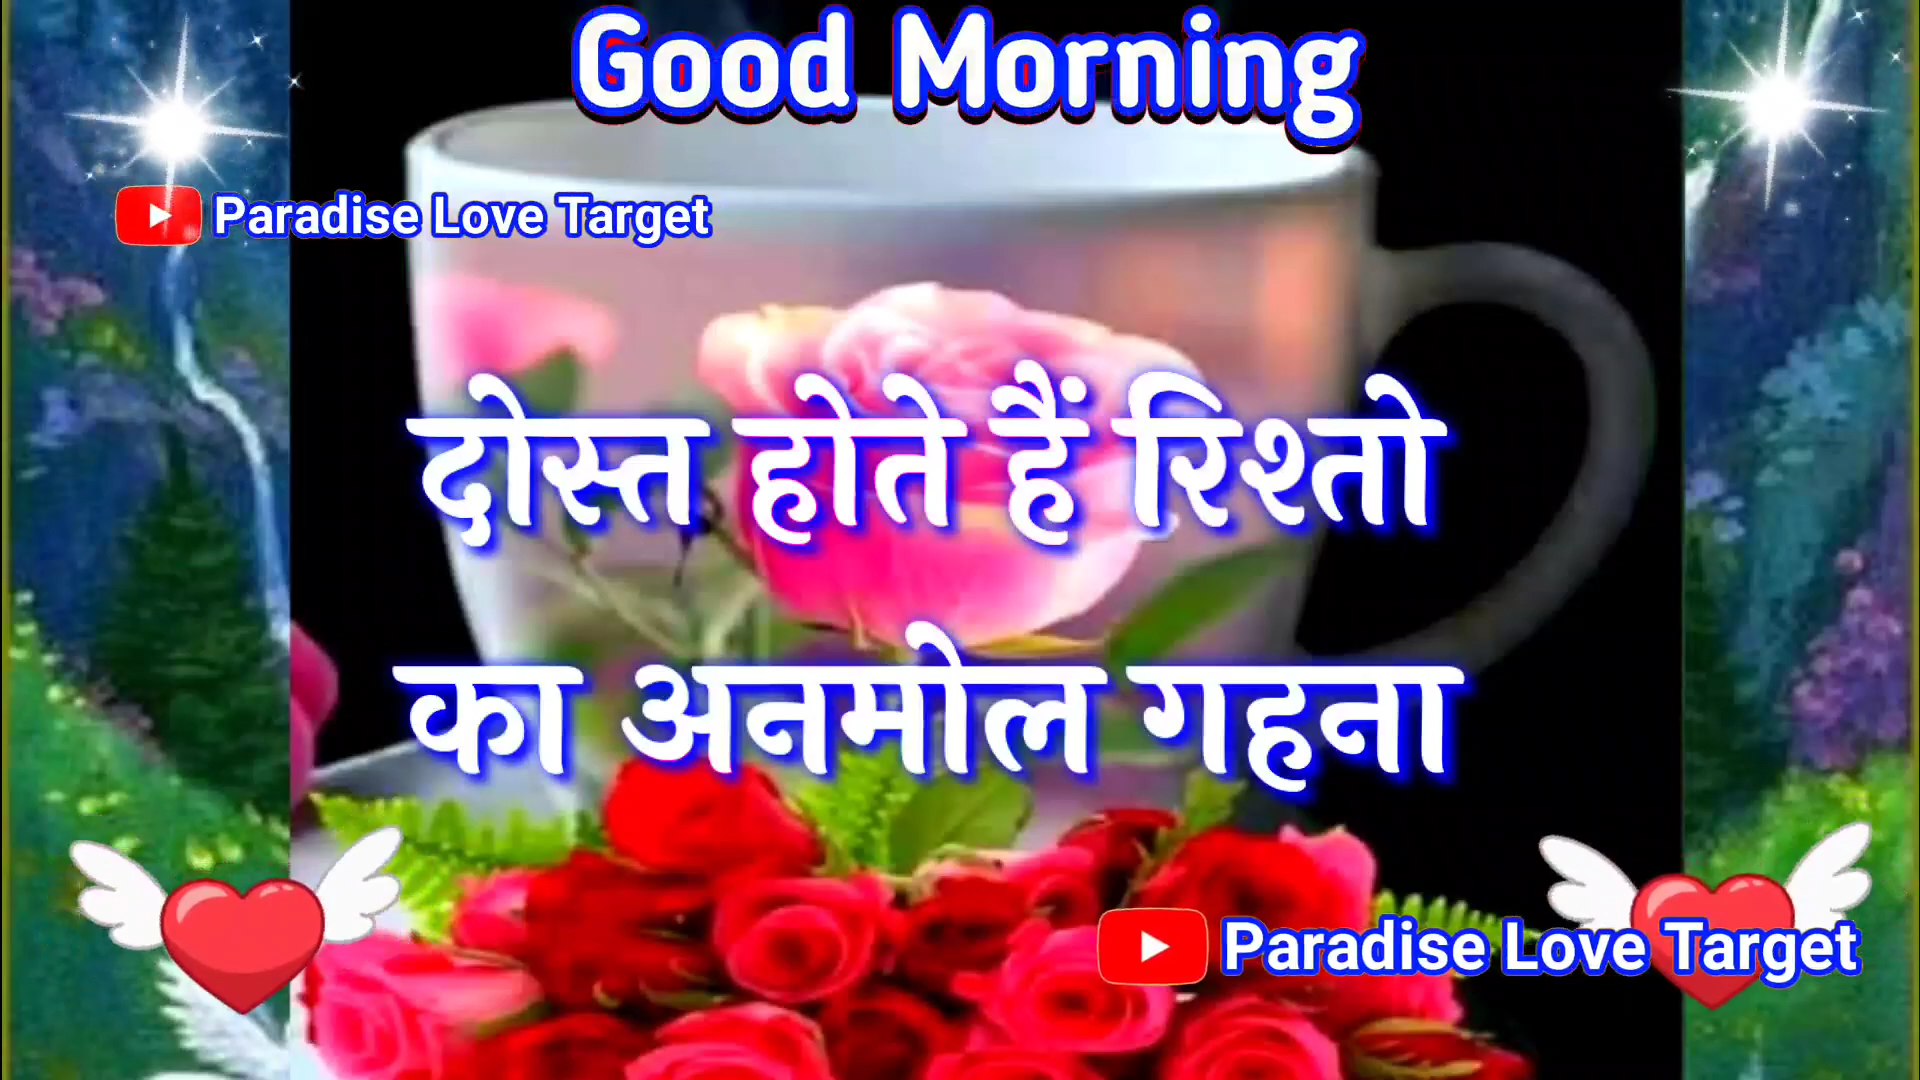 Good Morning
Paradise Love Target
दोस्त होते हैं रिश्तो
का अनमोल गहना
Paradise Love Target